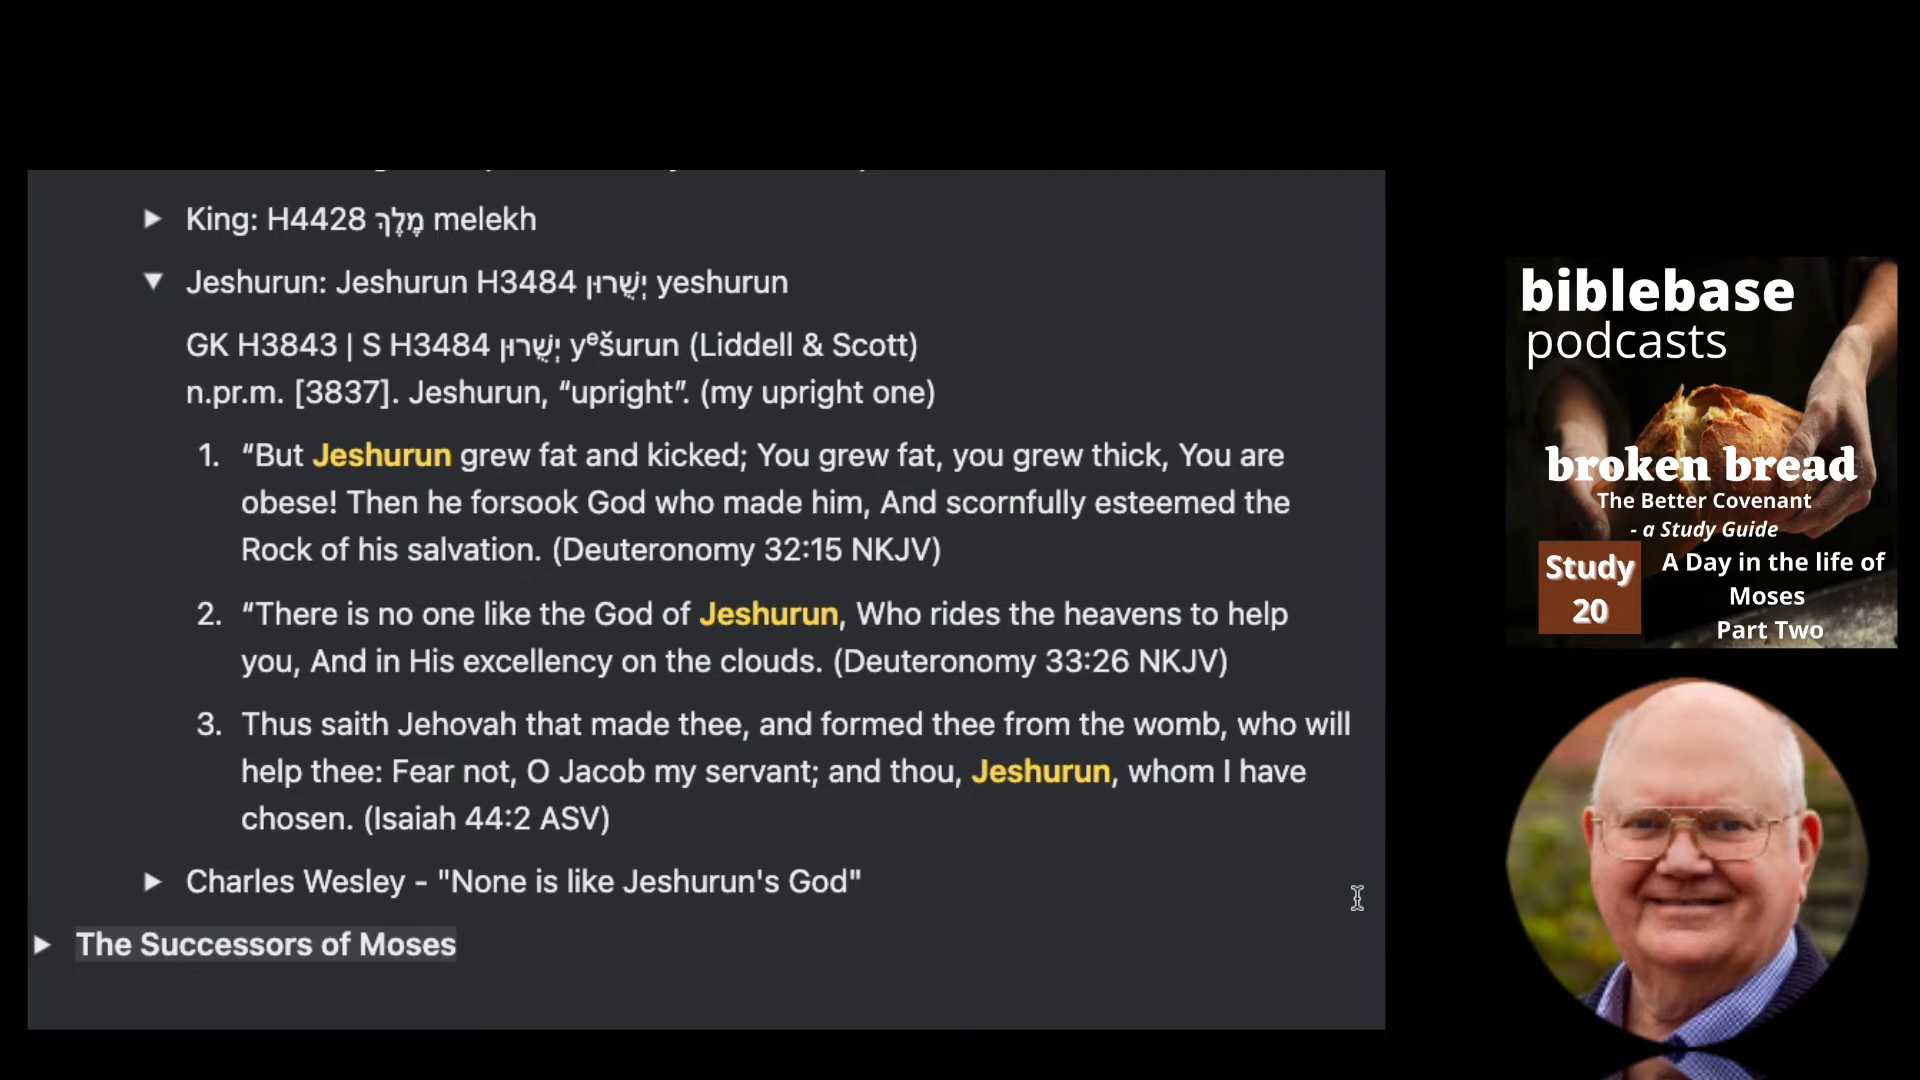 King: H4428 מֶלֶךְ melekh
Jeshurun: Jeshurun H3484 יְשֻׁרוּן yeshurun
GK H3843 | S H3484 יְשֻׁרוּן yᵉšurun (Liddell & Scott)
n.pr.m. [3837]. Jeshurun, “upright”. (my upright one)
1. “But Jeshurun grew fat and kicked; You grew fat, you grew thick, You are
obese! Then he forsook God who made him, And scornfully esteemed the
Rock of his salvation. (Deuteronomy 32:15 NKJV)
2. “There is no one like the God of Jeshurun, Who rides the heavens to help
you, And in His excellency on the clouds. (Deuteronomy 33:26 NKJV)
3. Thus saith Jehovah that made thee, and formed thee from the womb, who will
help thee: Fear not, O Jacob my servant; and thou, Jeshurun, whom I have
chosen. (Isaiah 44:2 ASV)
Charles Wesley - "None is like Jeshurun's God"
The Successors of Moses
biblebase
podcasts
broken bread
The Better Covenant
- a Study Guide
Study
20
A Day in the life of
Moses
Part Two